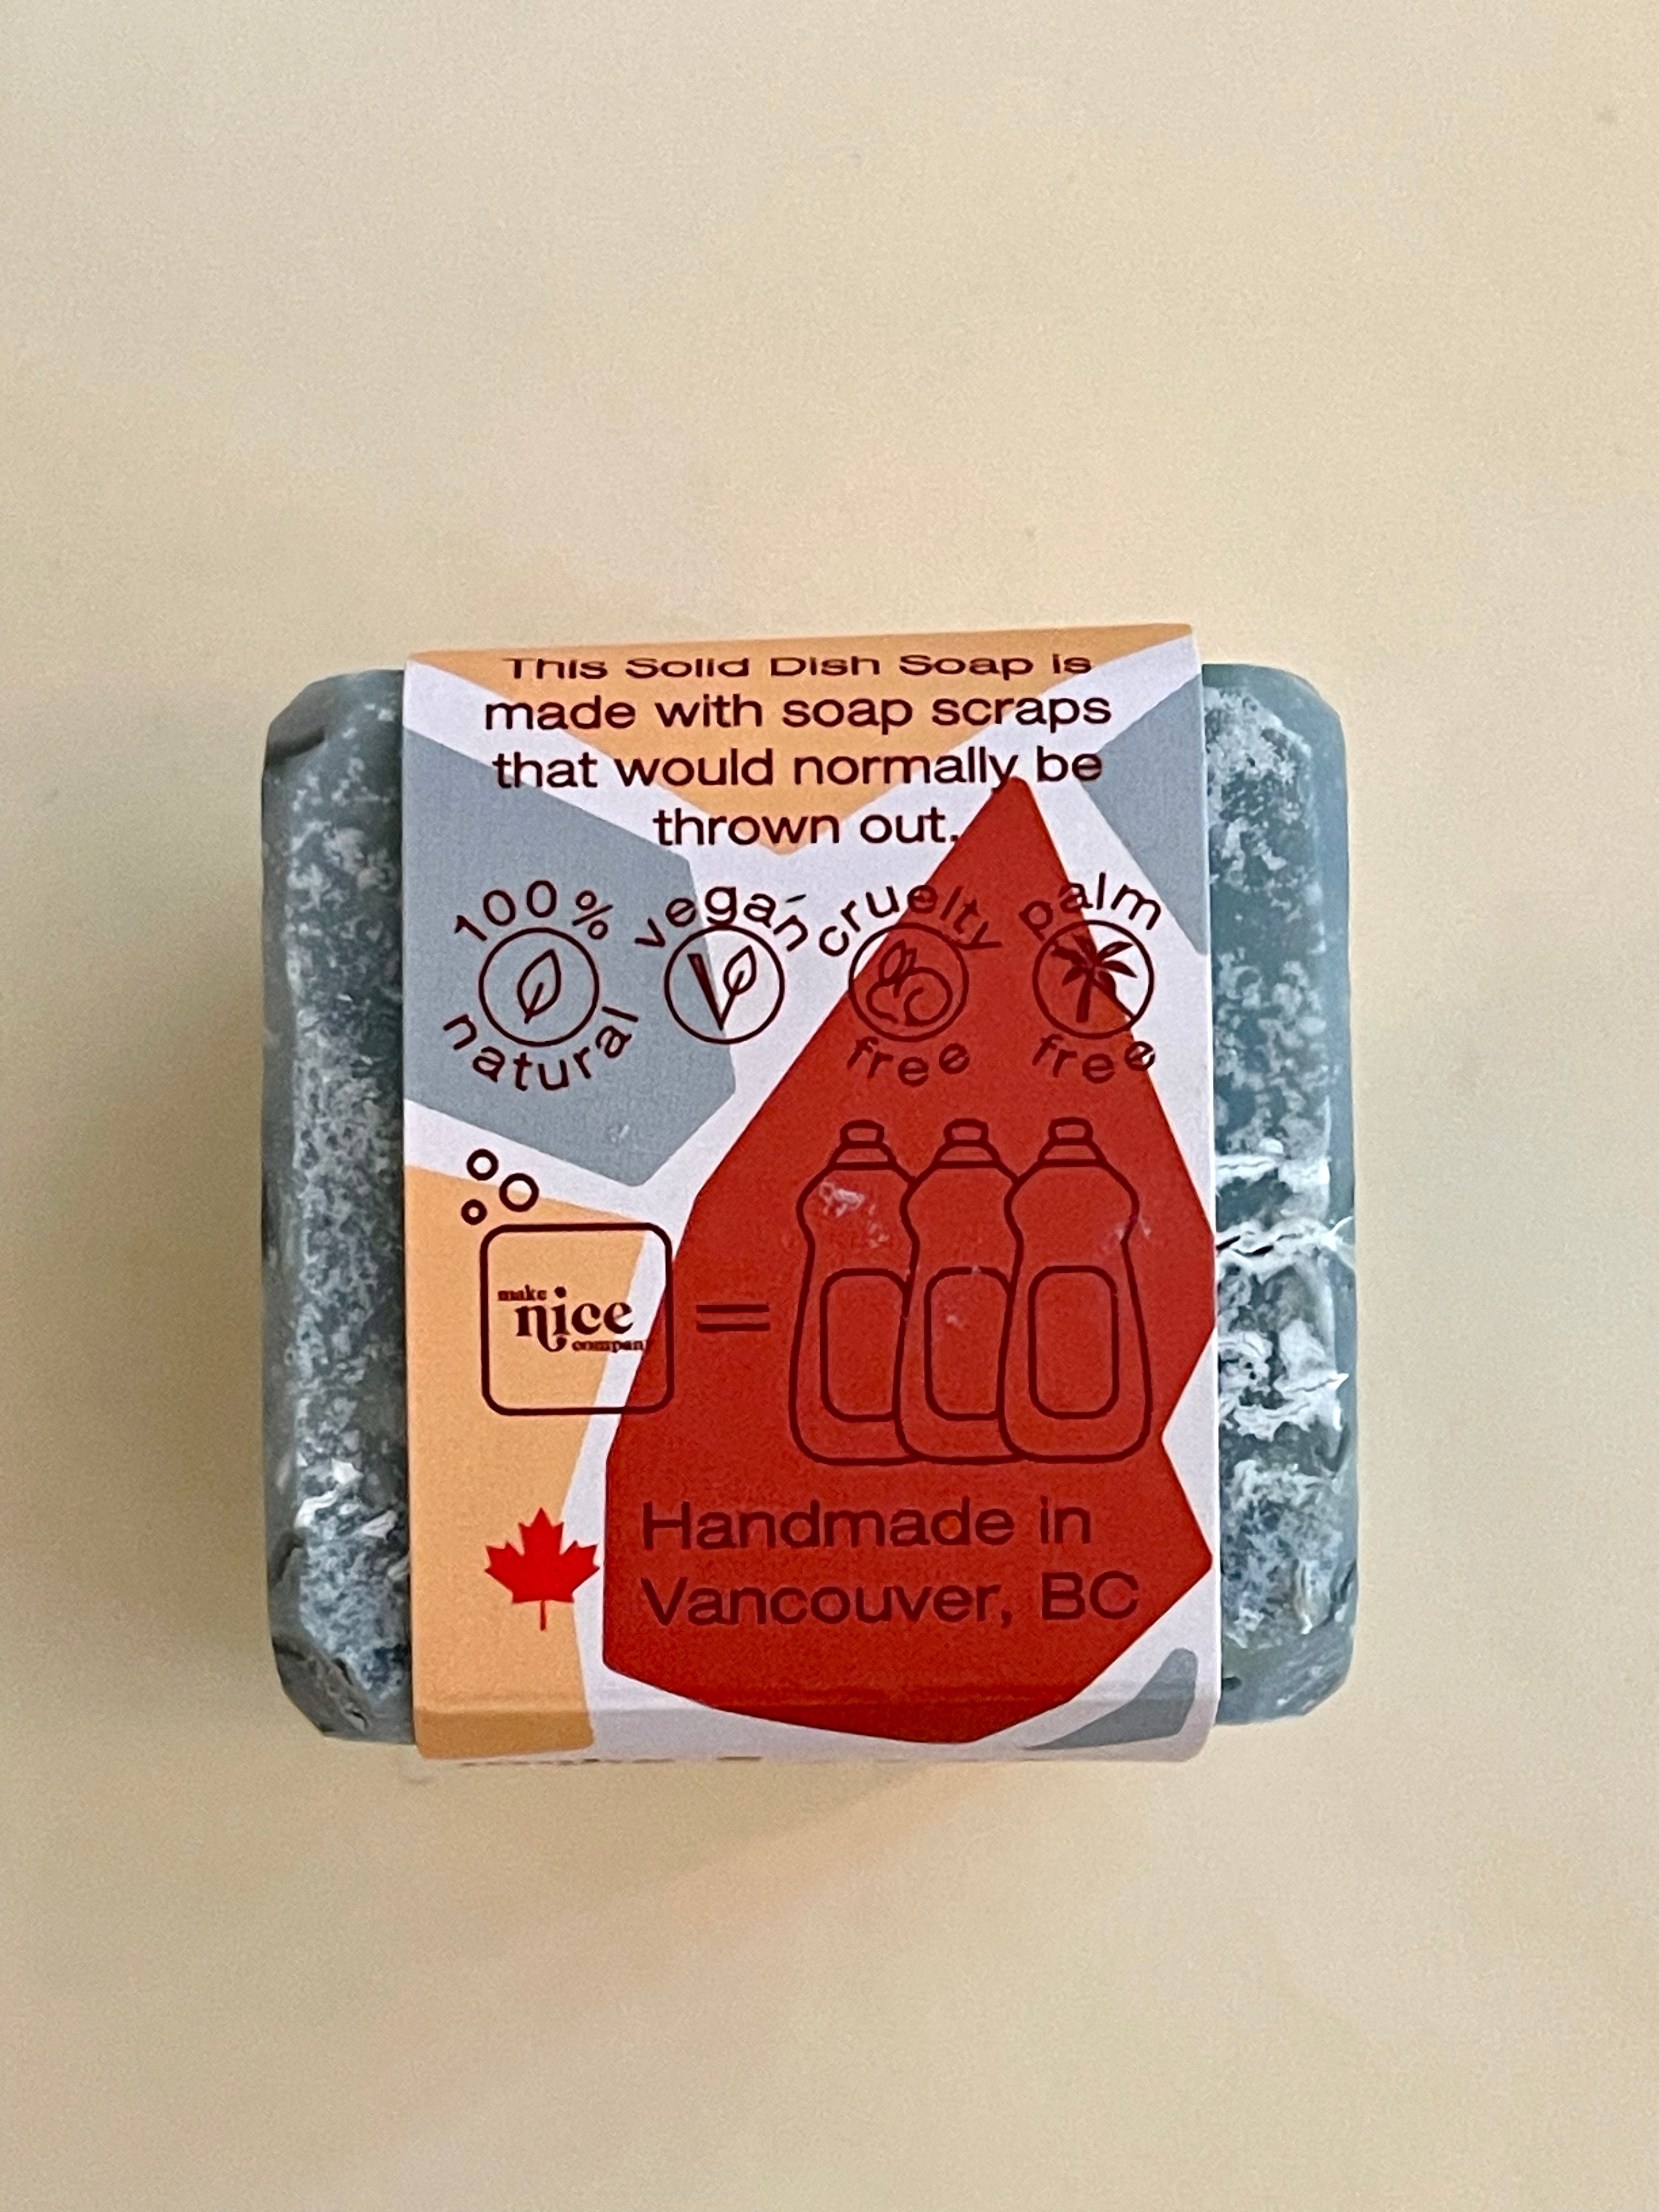 This Solid Dish Soap is
made with soap scraps
that would normally be
thrown out.
100% natural
vegan
cruelty free
palm free
make
nice
company
=
Handmade in
Vancouver, BC